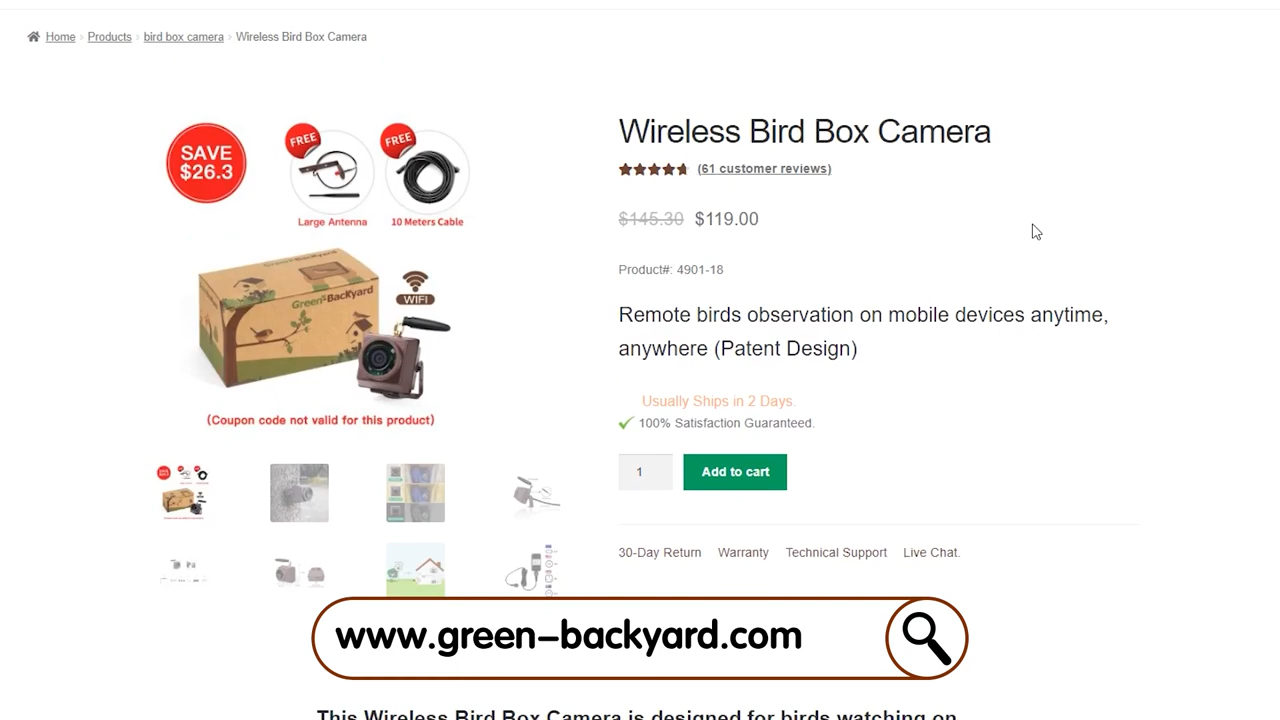 Home > Products > bird box camera > Wireless Bird Box Camera
SAVE
$26.3
FREE
FREE
Large Antenna
10 Meters Cable
Green-Backyard
Green-BackYard
WIFI
(Coupon code not valid for this product)
Wireless Bird Box Camera
(61 customer reviews)
$145.30 $119.00
Product#: 4901-18
Remote birds observation on mobile devices anytime,
anywhere (Patent Design)
Usually Ships in 2 Days.
100% Satisfaction Guaranteed.
1
Add to cart
30-Day Return Warranty Technical Support Live Chat.
www.green-backyard.com
This Wireless Bird Box Camera is designed for birds watching on